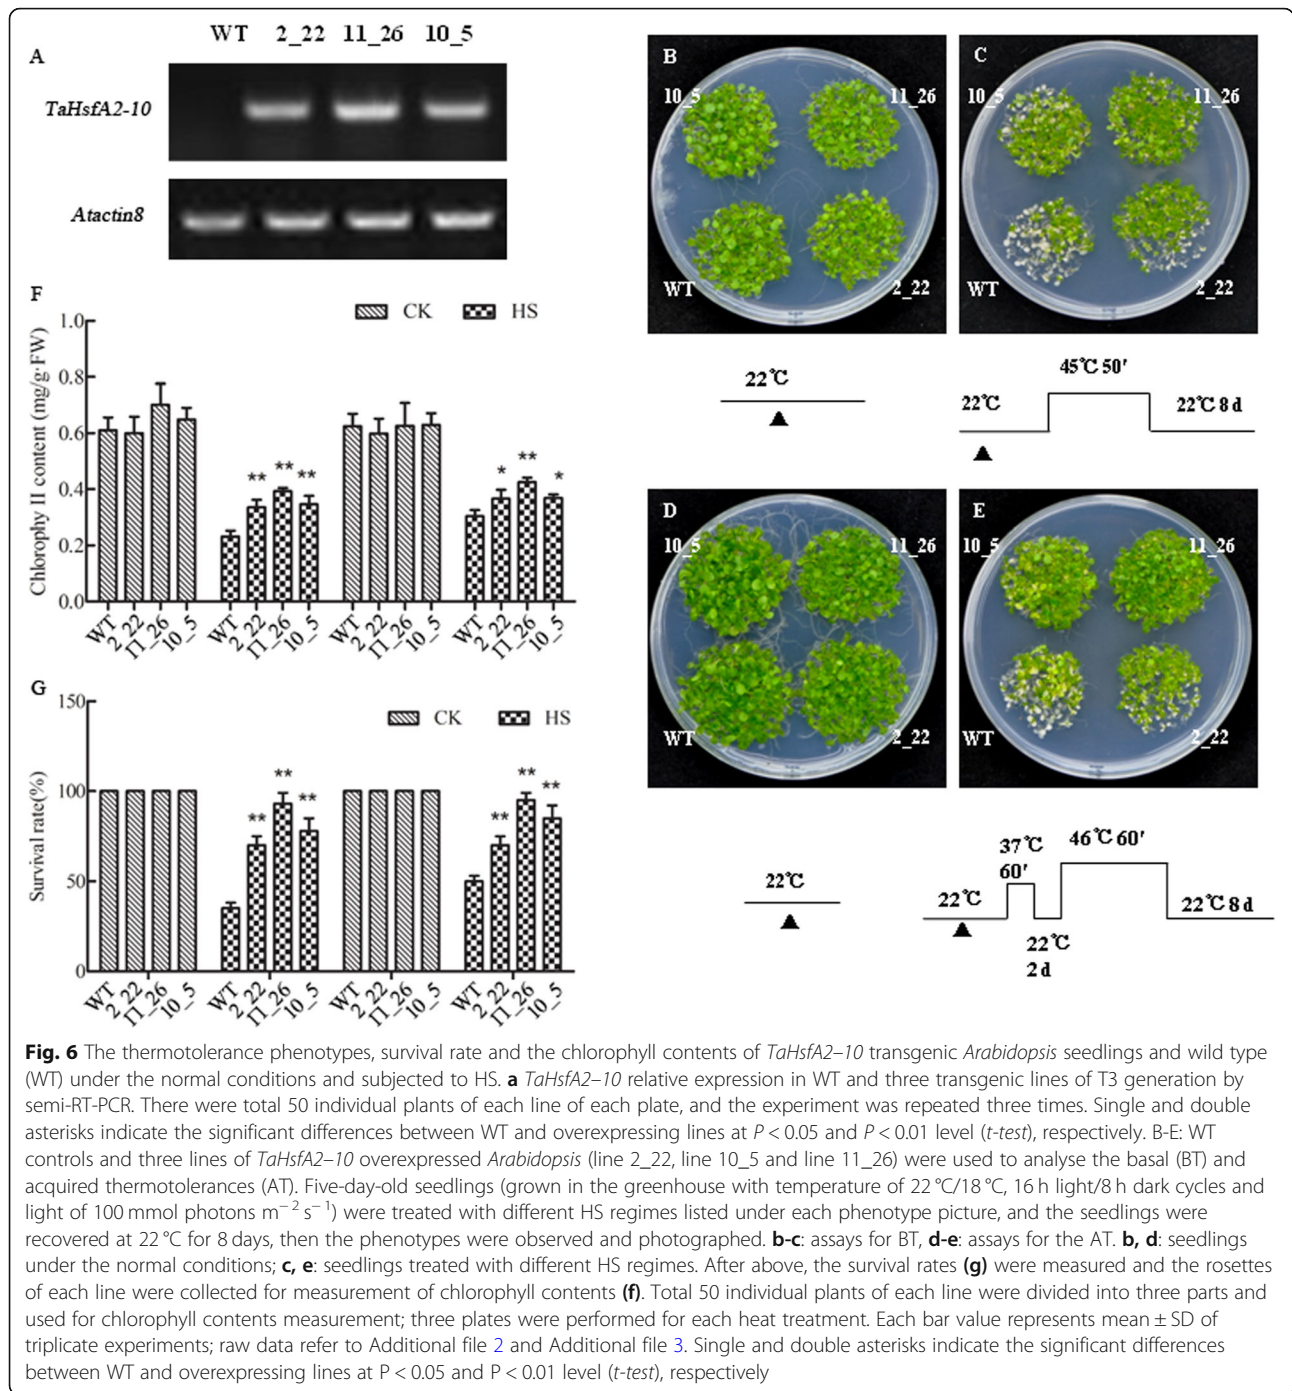 WT 2_22 11_26 10_5
A
TaHsfA2-10
Atactin8
B
10_5 11_26
WT 2_22
C
10_5 11_26
WT 2_22
22℃
45℃ 50′
22℃ 22℃ 8 d
D
10_5 11_26
WT 2_22
E
10_5 11_26
WT 2_22
22℃
37℃
60′
46℃ 60′
22℃ 22℃ 8 d
22℃
2 d
F
CK HS
Chlorophy II content (mg/g·FW)
1.0
0.8
0.6
0.4
0.2
0.0
** ** ** * ** *
WT 2_22 11_26 10_5 WT 2_22 11_26 10_5 WT 2_22 11_26 10_5 WT 2_22 11_26 10_5
G
CK HS
Survival rate(%)
150
100
50
0
** ** ** ** ** **
WT 2_22 11_26 10_5 WT 2_22 11_26 10_5 WT 2_22 11_26 10_5 WT 2_22 11_26 10_5
Fig. 6 The thermotolerance phenotypes, survival rate and the chlorophyll contents of TaHsfA2–10 transgenic Arabidopsis seedlings and wild type
(WT) under the normal conditions and subjected to HS. a TaHsfA2–10 relative expression in WT and three transgenic lines of T3 generation by
semi-RT-PCR. There were total 50 individual plants of each line of each plate, and the experiment was repeated three times. Single and double
asterisks indicate the significant differences between WT and overexpressing lines at P < 0.05 and P < 0.01 level (t-test), respectively. B-E: WT
controls and three lines of TaHsfA2–10 overexpressed Arabidopsis (line 2_22, line 10_5 and line 11_26) were used to analyse the basal (BT) and
acquired thermotolerances (AT). Five-day-old seedlings (grown in the greenhouse with temperature of 22 °C/18 °C, 16 h light/8 h dark cycles and
light of 100 mmol photons m⁻² s⁻¹) were treated with different HS regimes listed under each phenotype picture, and the seedlings were
recovered at 22 °C for 8 days, then the phenotypes were observed and photographed. b-c: assays for BT, d-e: assays for the AT. b, d: seedlings
under the normal conditions; c, e: seedlings treated with different HS regimes. After above, the survival rates (g) were measured and the rosettes
of each line were collected for measurement of chlorophyll contents (f). Total 50 individual plants of each line were divided into three parts and
used for chlorophyll contents measurement; three plates were performed for each heat treatment. Each bar value represents mean ± SD of
triplicate experiments; raw data refer to Additional file 2 and Additional file 3. Single and double asterisks indicate the significant differences
between WT and overexpressing lines at P < 0.05 and P < 0.01 level (t-test), respectively